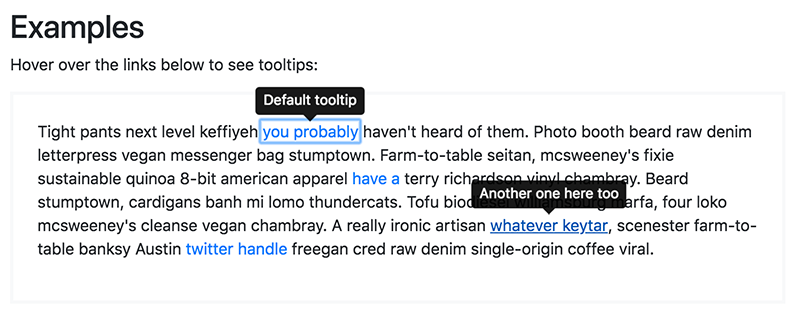 Examples
Hover over the links below to see tooltips:
Default tooltip
Tight pants next level keffiyeh you probably haven't heard of them. Photo booth beard raw denim
letterpress vegan messenger bag stumptown. Farm-to-table seitan, mcsweeney's fixie
sustainable quinoa 8-bit american apparel have a terry richardson vinyl chambray. Beard
Another one here too
stumptown, cardigans banh mi lomo thundercats. Tofu biodiesel williamsburg marfa, four loko
mcsweeney's cleanse vegan chambray. A really ironic artisan whatever keytar, scenester farm-to-
table banksy Austin twitter handle freegan cred raw denim single-origin coffee viral.